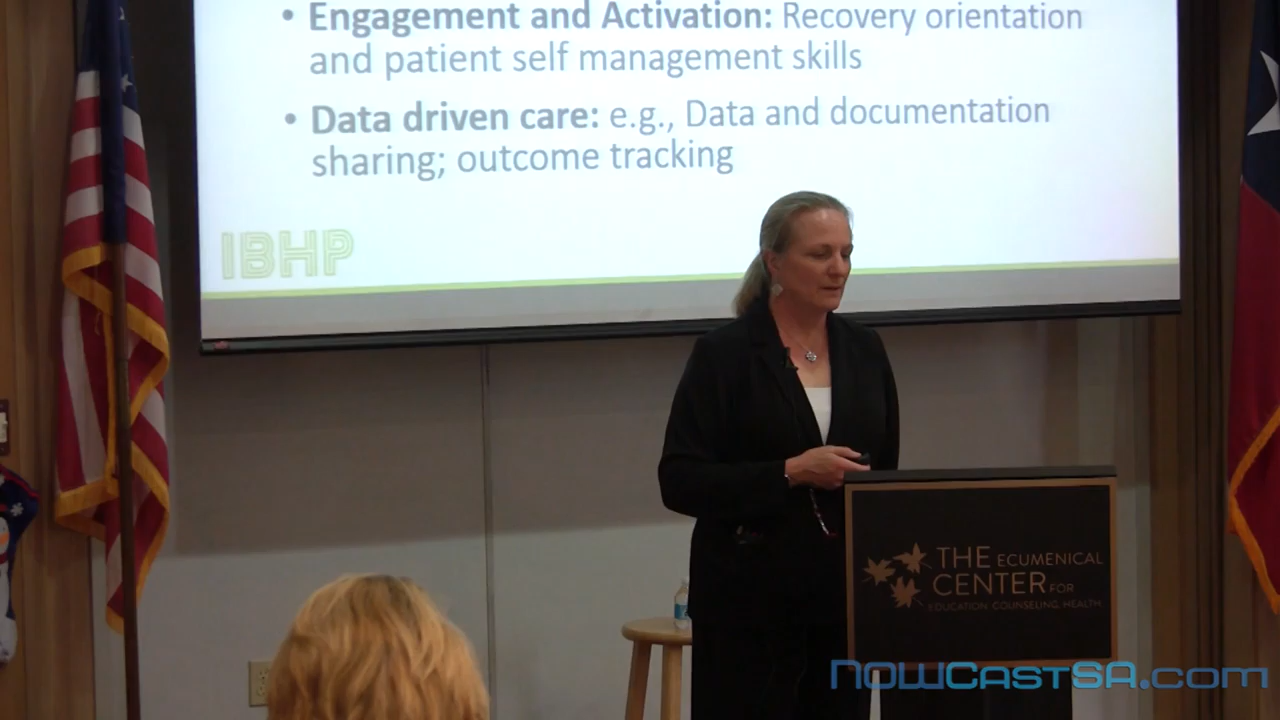 • Engagement and Activation: Recovery orientation
and patient self management skills
• Data driven care: e.g., Data and documentation
sharing; outcome tracking
IBHP
THE ECUMENICAL
CENTER FOR
EDUCATION, COUNSELING, HEALTH
NOWCASTSA.com